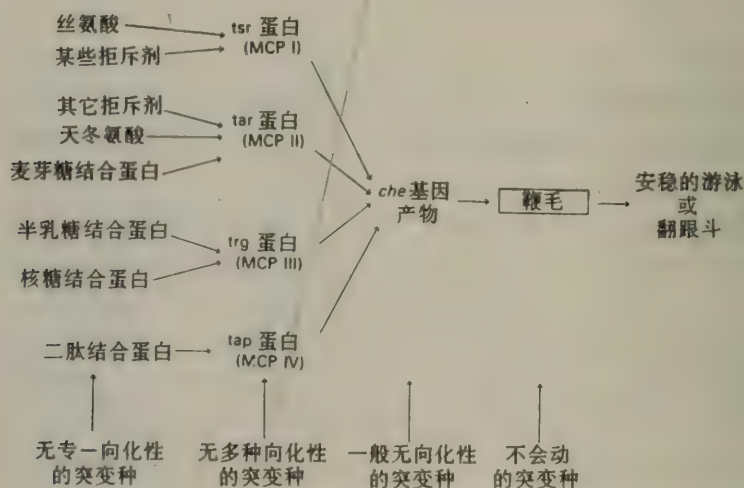 丝氨酸
某些拒斥剂
tsr 蛋白
(MCP I)
其它拒斥剂
天冬氨酸
麦芽糖结合蛋白
tar 蛋白
(MCP II)
半乳糖结合蛋白
核糖结合蛋白
trg 蛋白
(MCP III)
二肽结合蛋白
tap 蛋白
(MCP IV)
che 基因
产物
鞭毛
安稳的游泳
或
翻跟斗
无专一向化性
的突变种
无多种向化性
的突变种
一般无向化性
的突变种
不会动
的突变种